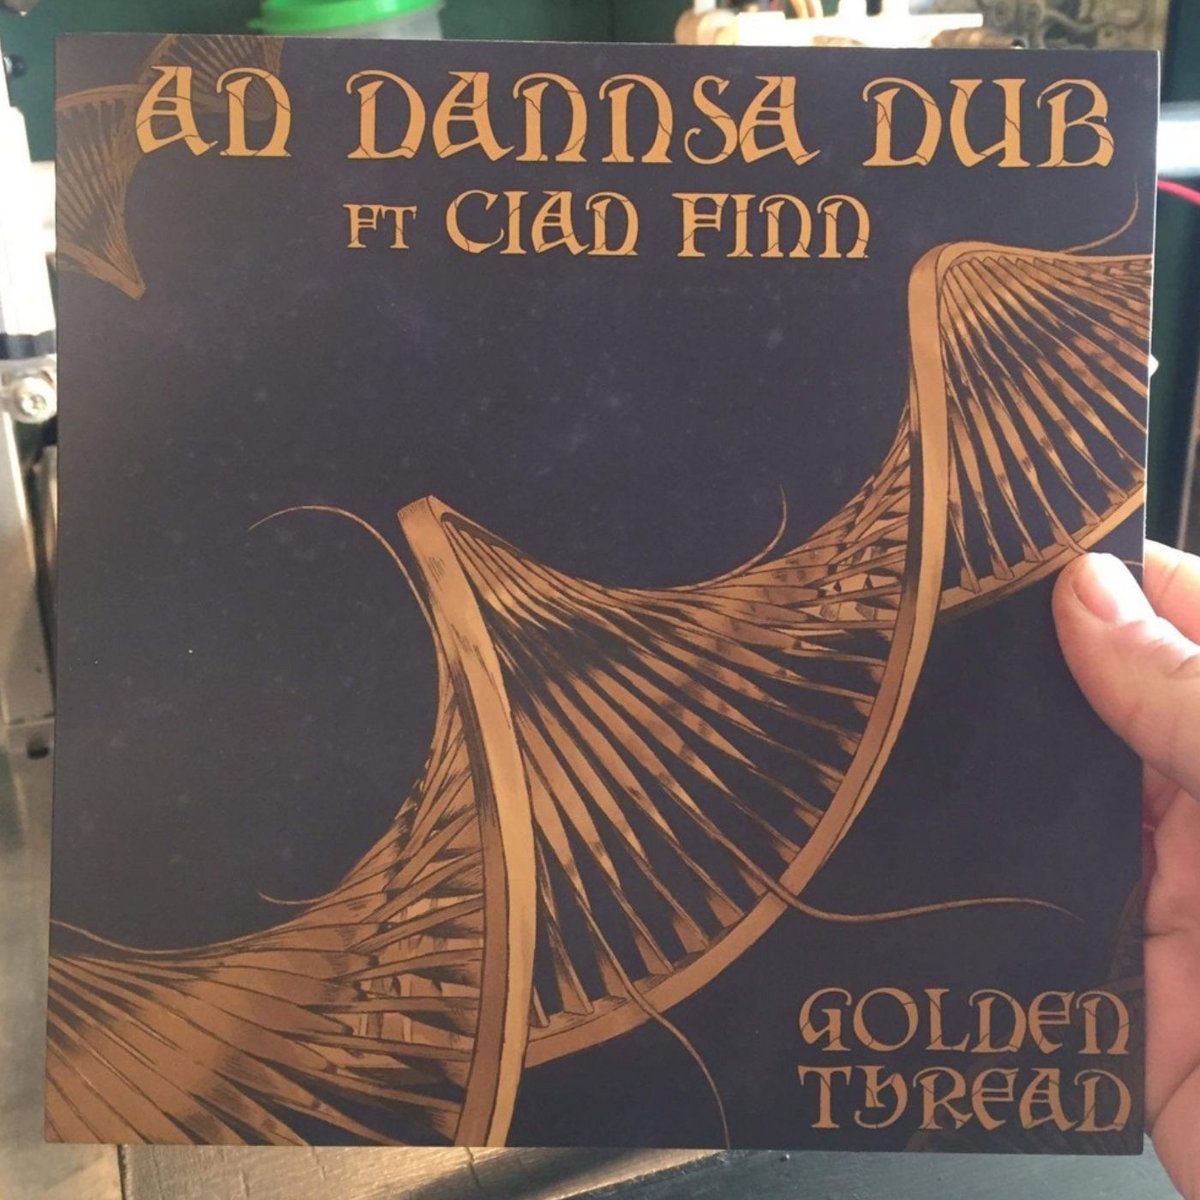 AN DANNSA DUB
FT CIAN FINN
GOLDEN
THREAD